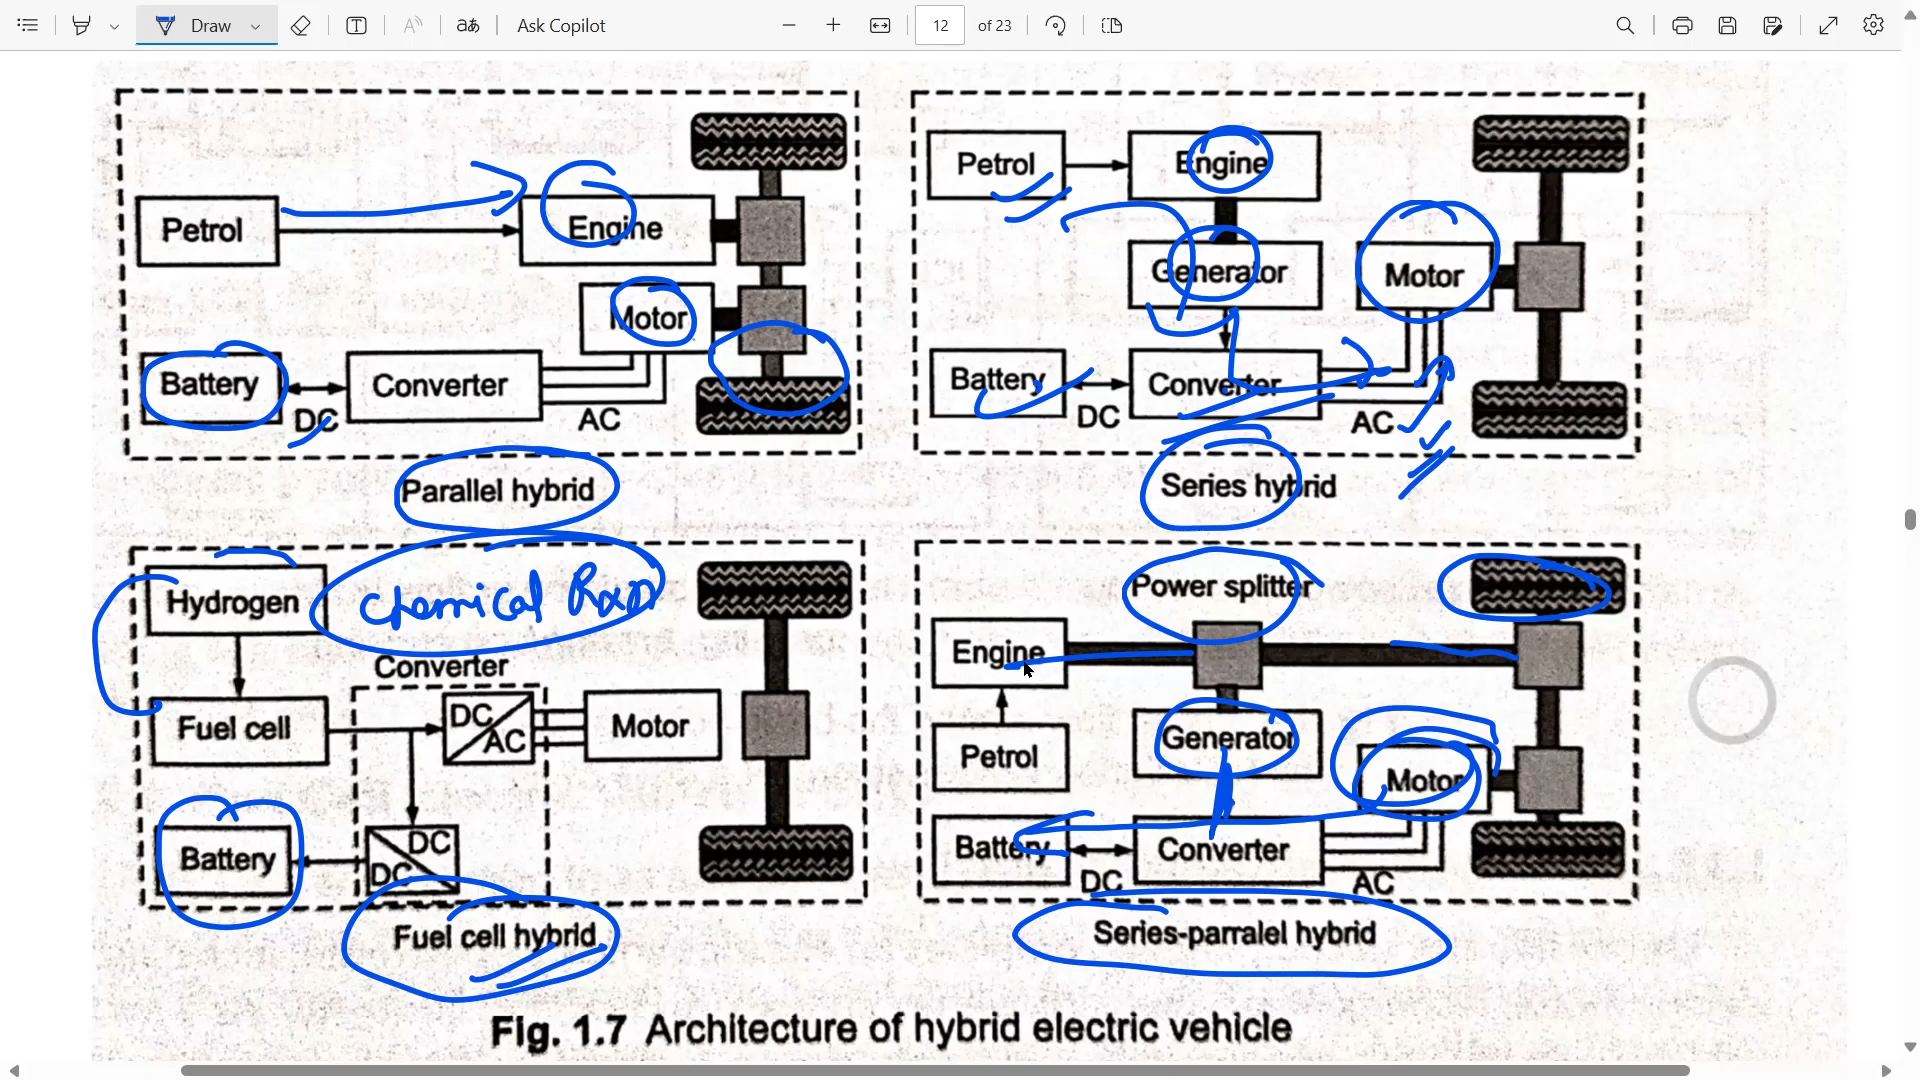 Draw
Ask Copilot
12 of 23
Petrol
Engine
Motor
Battery
Converter
DC
AC
Parallel hybrid
Petrol
Engine
Generator
Motor
Battery
Converter
DC
AC
Series hybrid
Hydrogen
Chemical Rxn
Converter
Fuel cell
DC
AC
Motor
Battery
DC
DC
Fuel cell hybrid
Power splitter
Engine
Petrol
Generator
Motor
Battery
Converter
DC
AC
Series-parralel hybrid
Fig. 1.7 Architecture of hybrid electric vehicle